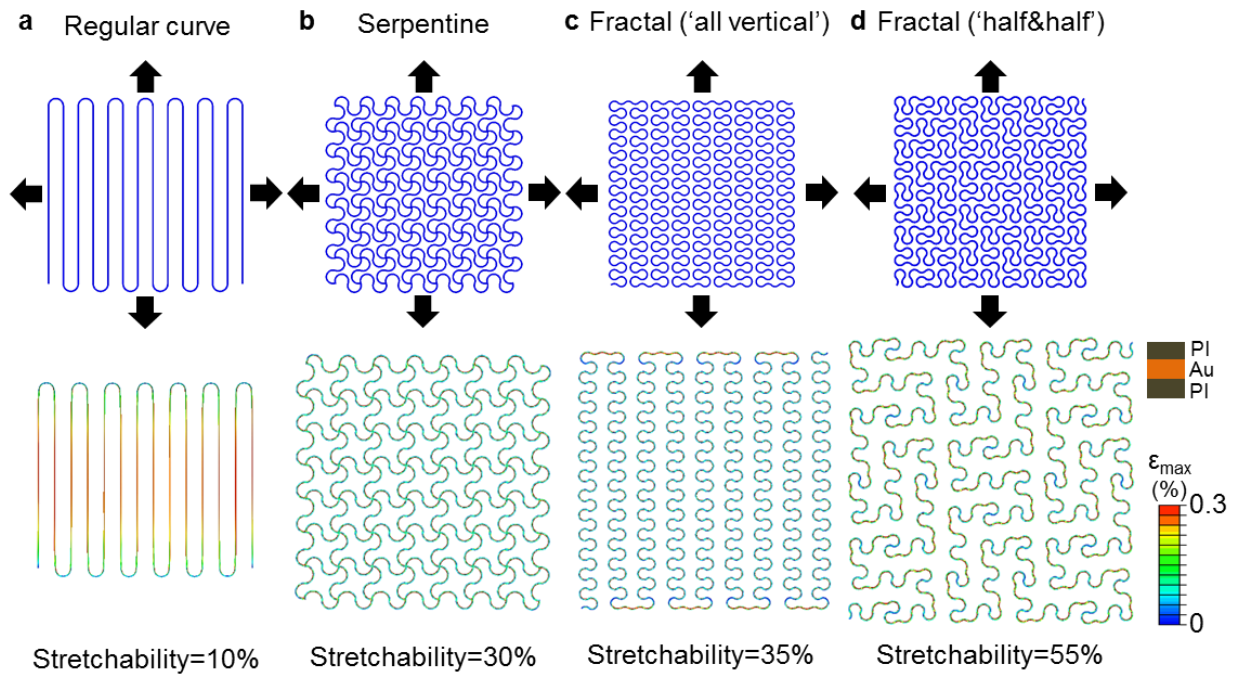 a Regular curve
b Serpentine
c Fractal ('all vertical')
d Fractal ('half&half')
PI
Au
PI
εmax
(%)
0.3
0
Stretchability=10%
Stretchability=30%
Stretchability=35%
Stretchability=55%